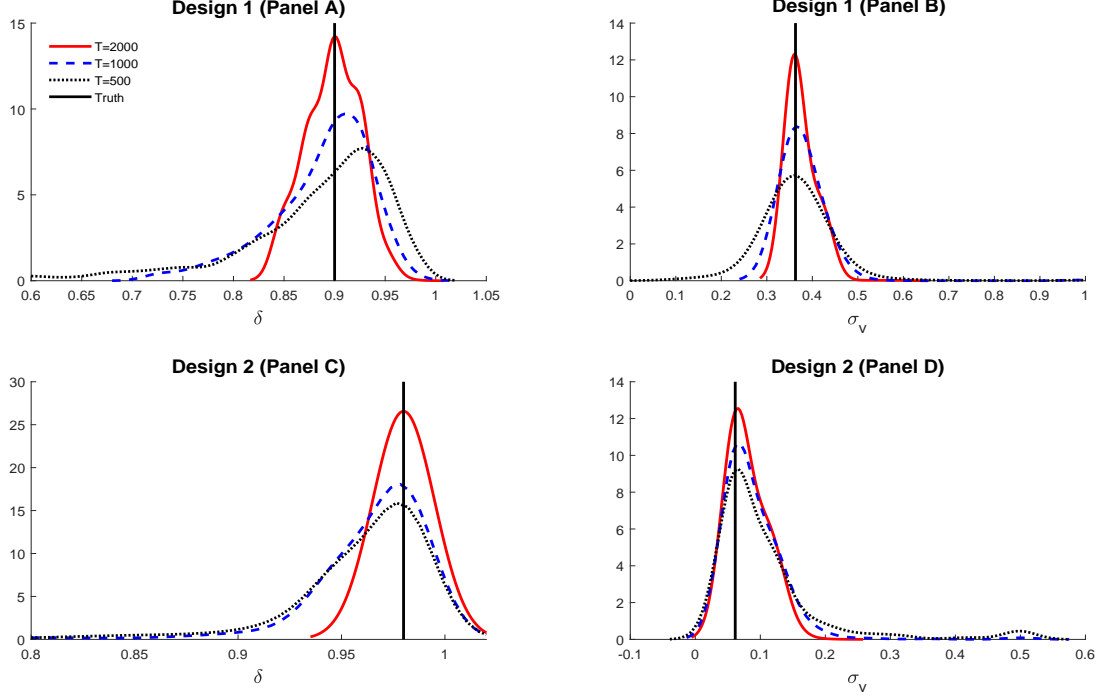 Design 1 (Panel A)
15
10
5
0
T=2000
T=1000
T=500
Truth
0.6 0.65 0.7 0.75 0.8 0.85 0.9 0.95 1 1.05
δ
Design 1 (Panel B)
14
12
10
8
6
4
2
0
0 0.1 0.2 0.3 0.4 0.5 0.6 0.7 0.8 0.9 1
σv
Design 2 (Panel C)
30
25
20
15
10
5
0
0.8 0.85 0.9 0.95 1
δ
Design 2 (Panel D)
14
12
10
8
6
4
2
0
-0.1 0 0.1 0.2 0.3 0.4 0.5 0.6
σv